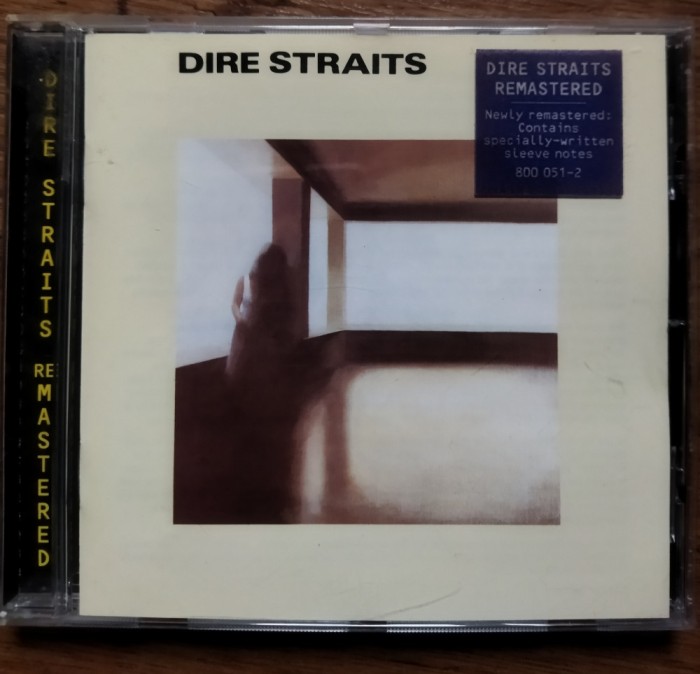 DIRE STRAITS
DIRE STRAITS
REMASTERED
Newly remastered:
Contains
specially-written
sleeve notes
800 051-2
DIRE STRAITS REMASTERED